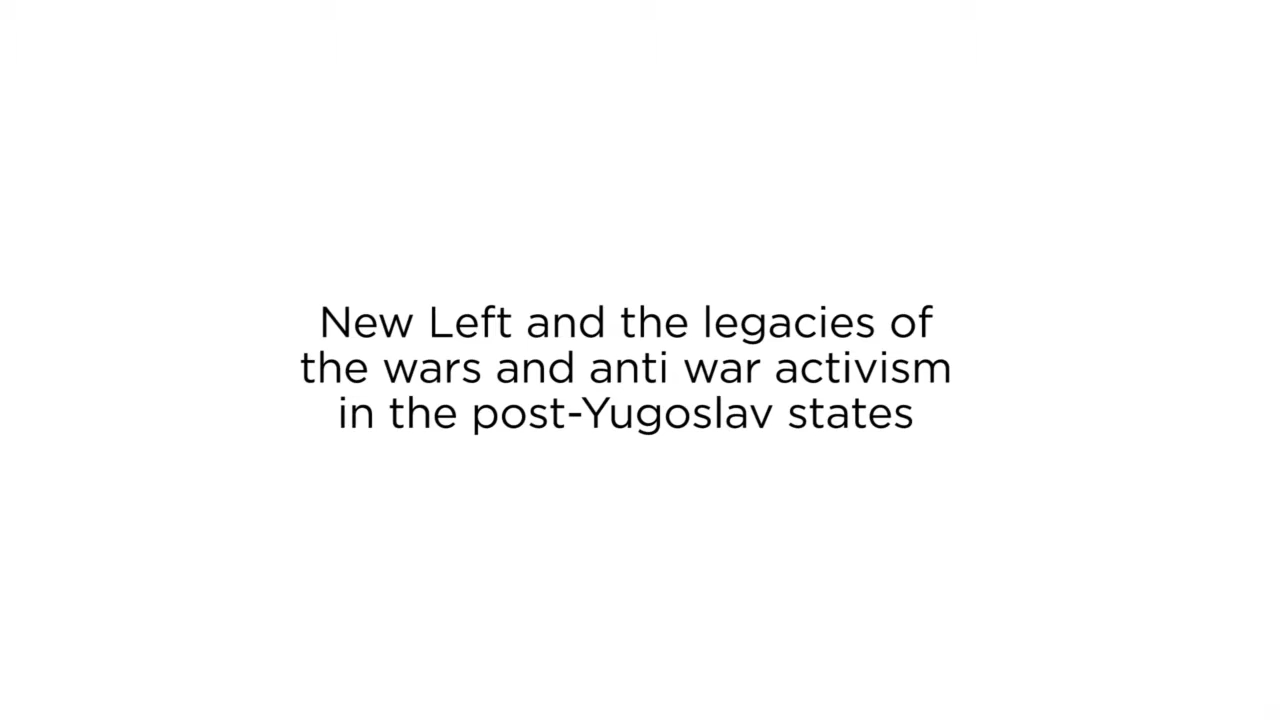 New Left and the legacies of
the wars and anti war activism
in the post-Yugoslav states